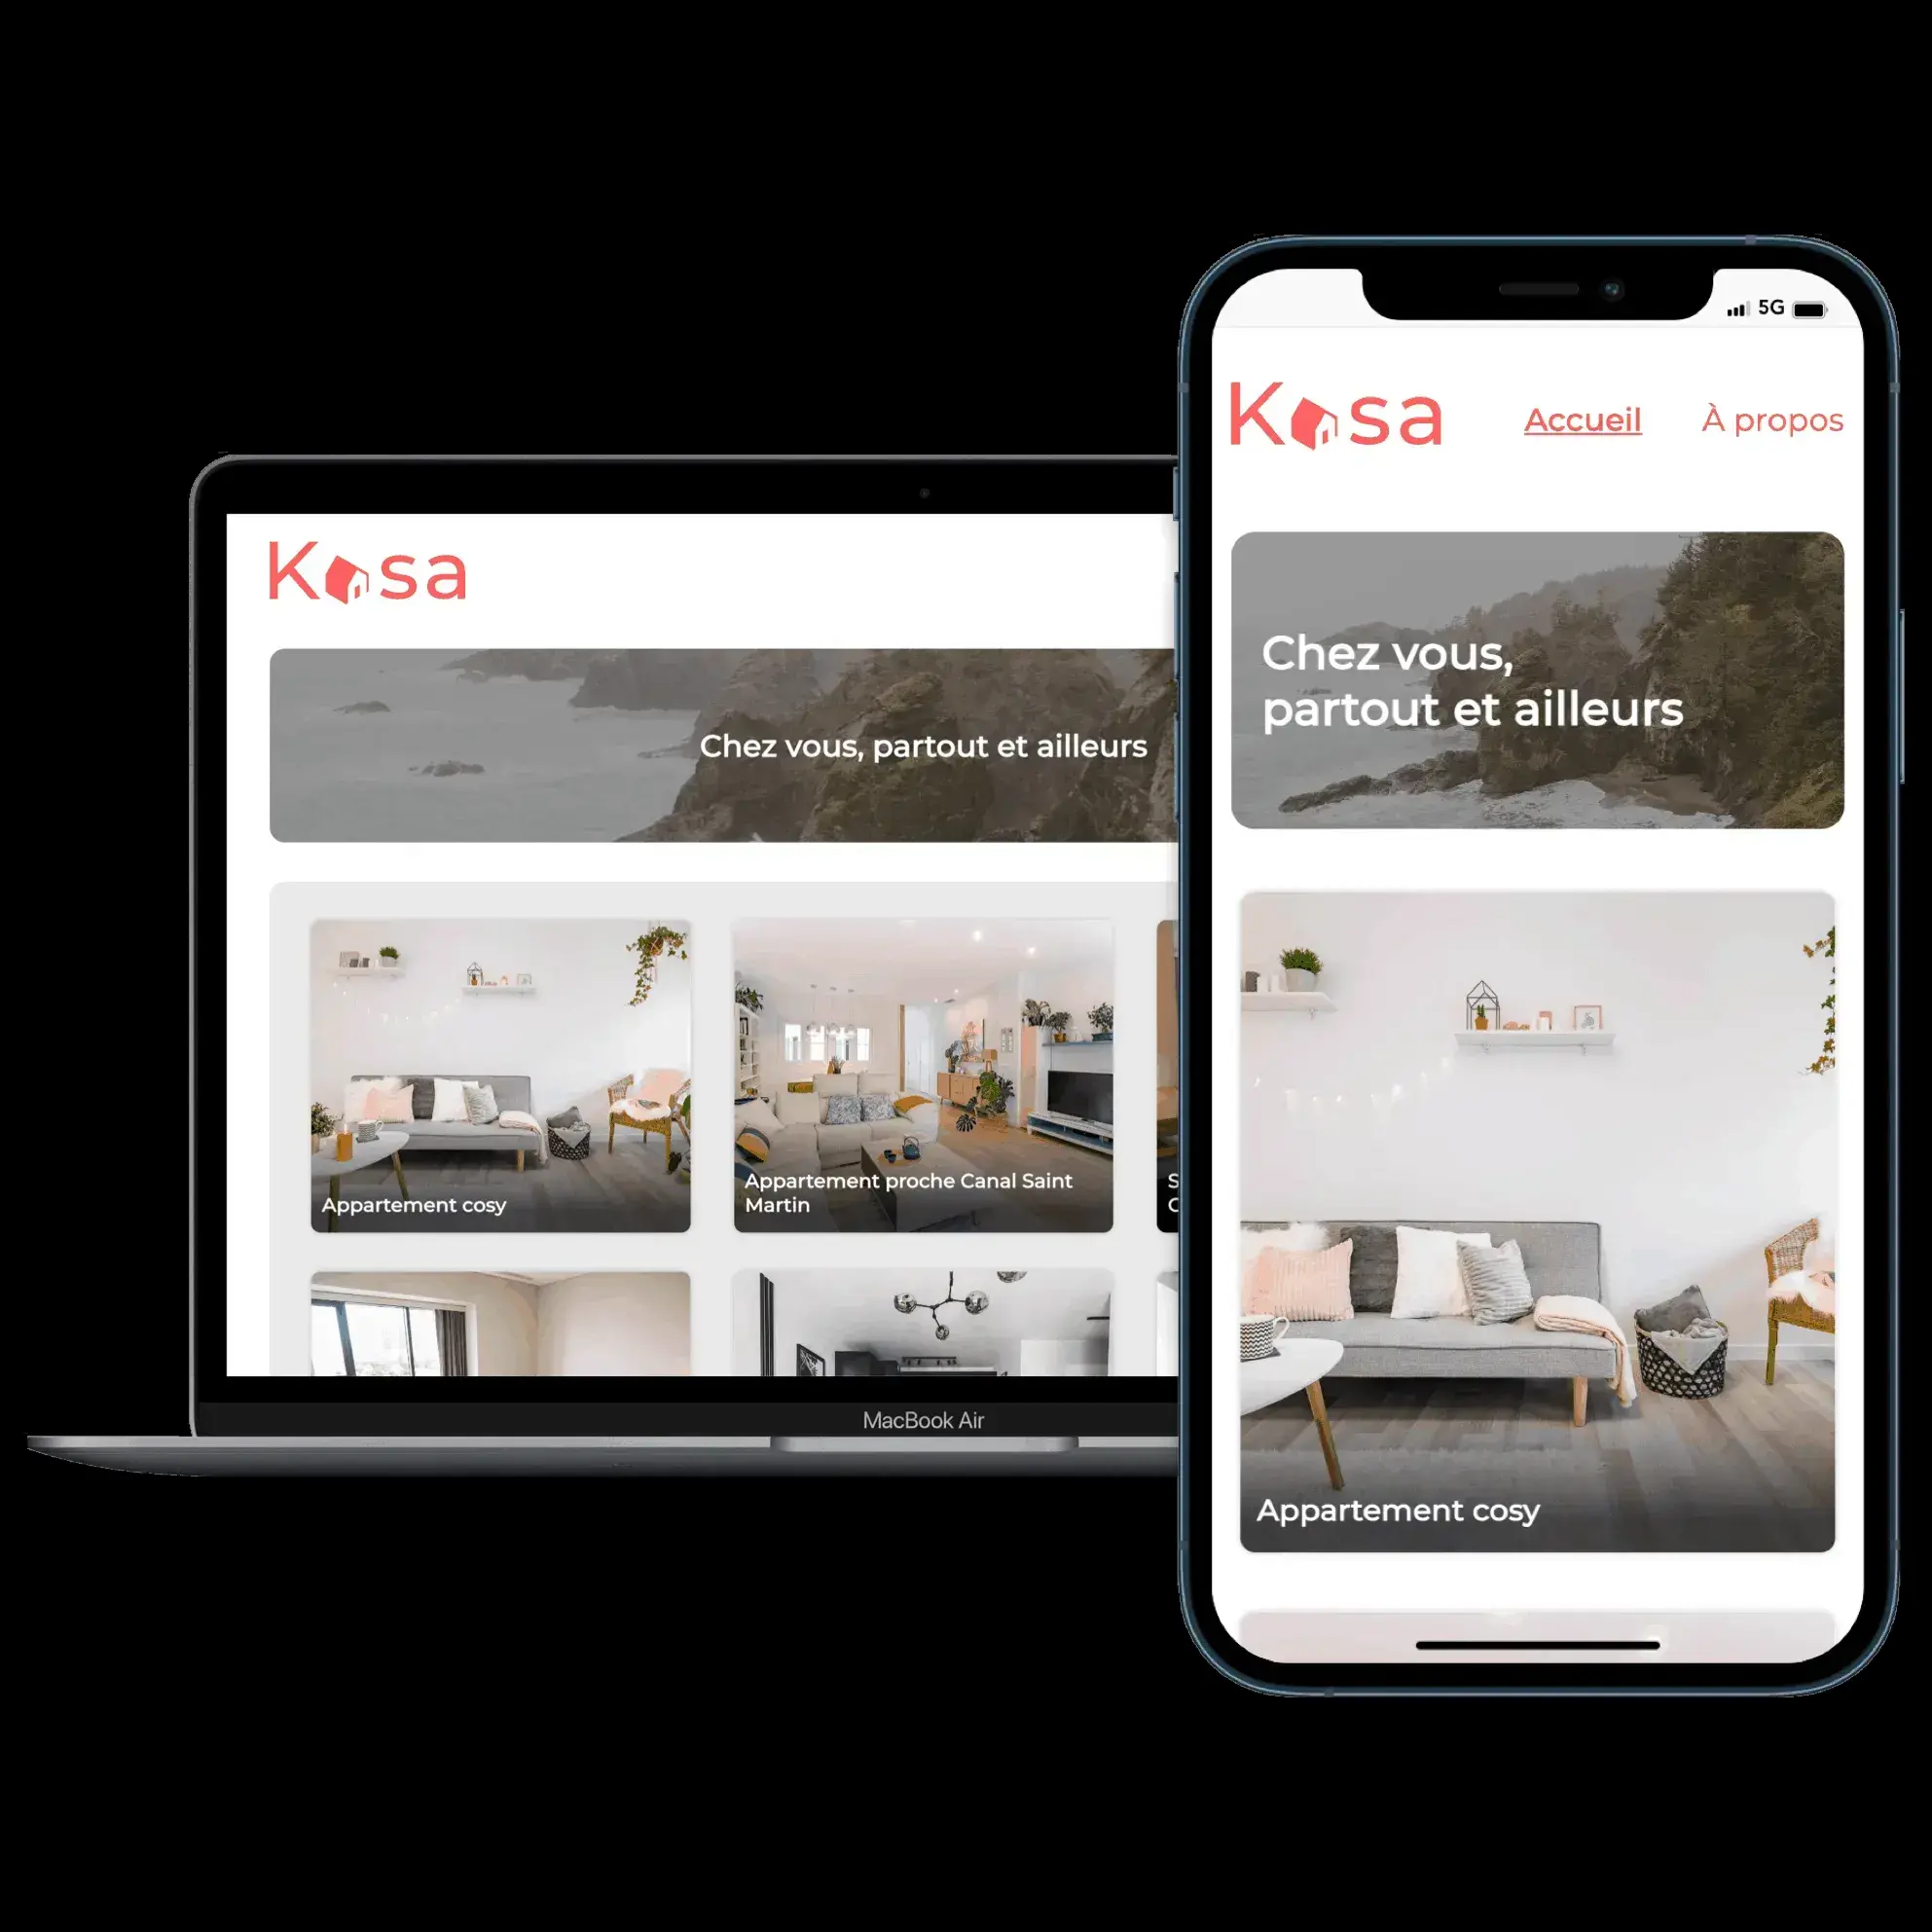 Kasa
Chez vous, partout et ailleurs
Appartement cosy
Appartement proche Canal Saint
Martin
S
C
MacBook Air
5G
Kasa
Accueil
À propos
Chez vous,
partout et ailleurs
Appartement cosy